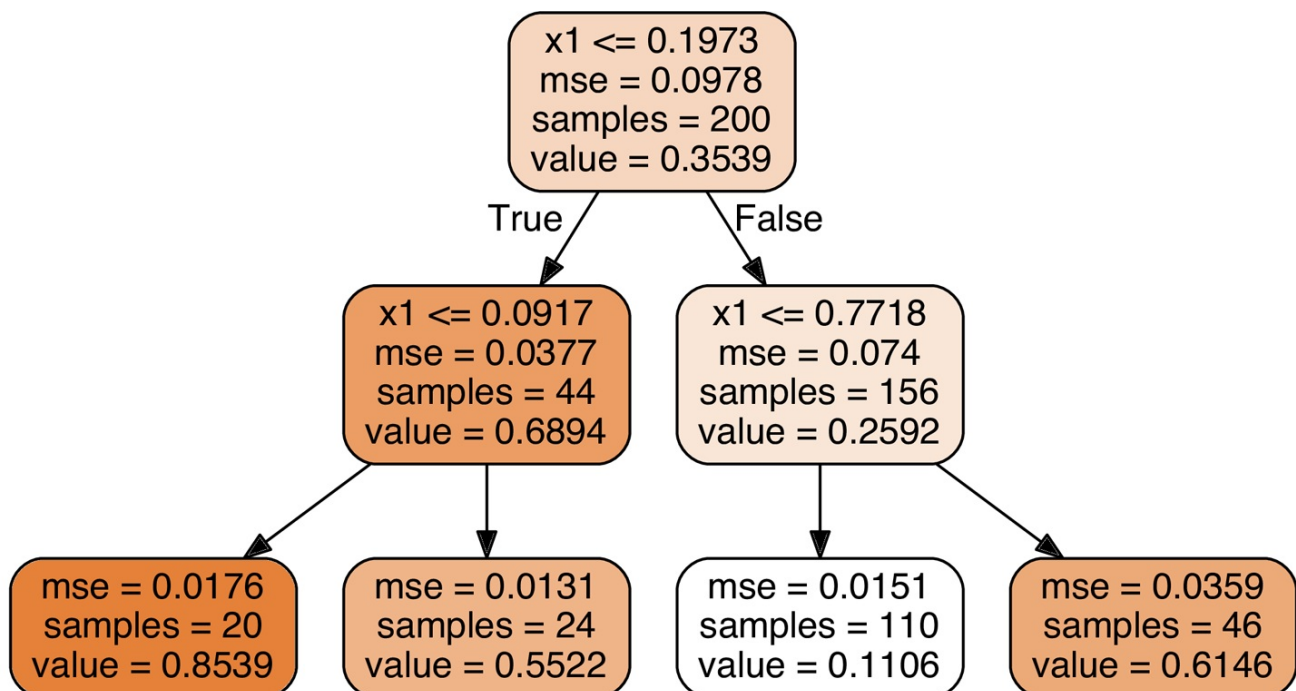 x1 <= 0.1973
mse = 0.0978
samples = 200
value = 0.3539
True
False
x1 <= 0.0917
mse = 0.0377
samples = 44
value = 0.6894
x1 <= 0.7718
mse = 0.074
samples = 156
value = 0.2592
mse = 0.0176
samples = 20
value = 0.8539
mse = 0.0131
samples = 24
value = 0.5522
mse = 0.0151
samples = 110
value = 0.1106
mse = 0.0359
samples = 46
value = 0.6146